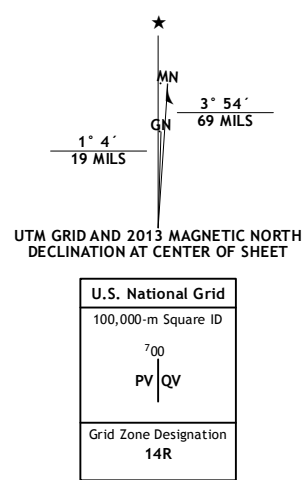 ★
MN
GN
3° 54´
69 MILS
1° 4´
19 MILS
UTM GRID AND 2013 MAGNETIC NORTH
DECLINATION AT CENTER OF SHEET
U.S. National Grid
100,000-m Square ID
⁷00
PV QV
Grid Zone Designation
14R